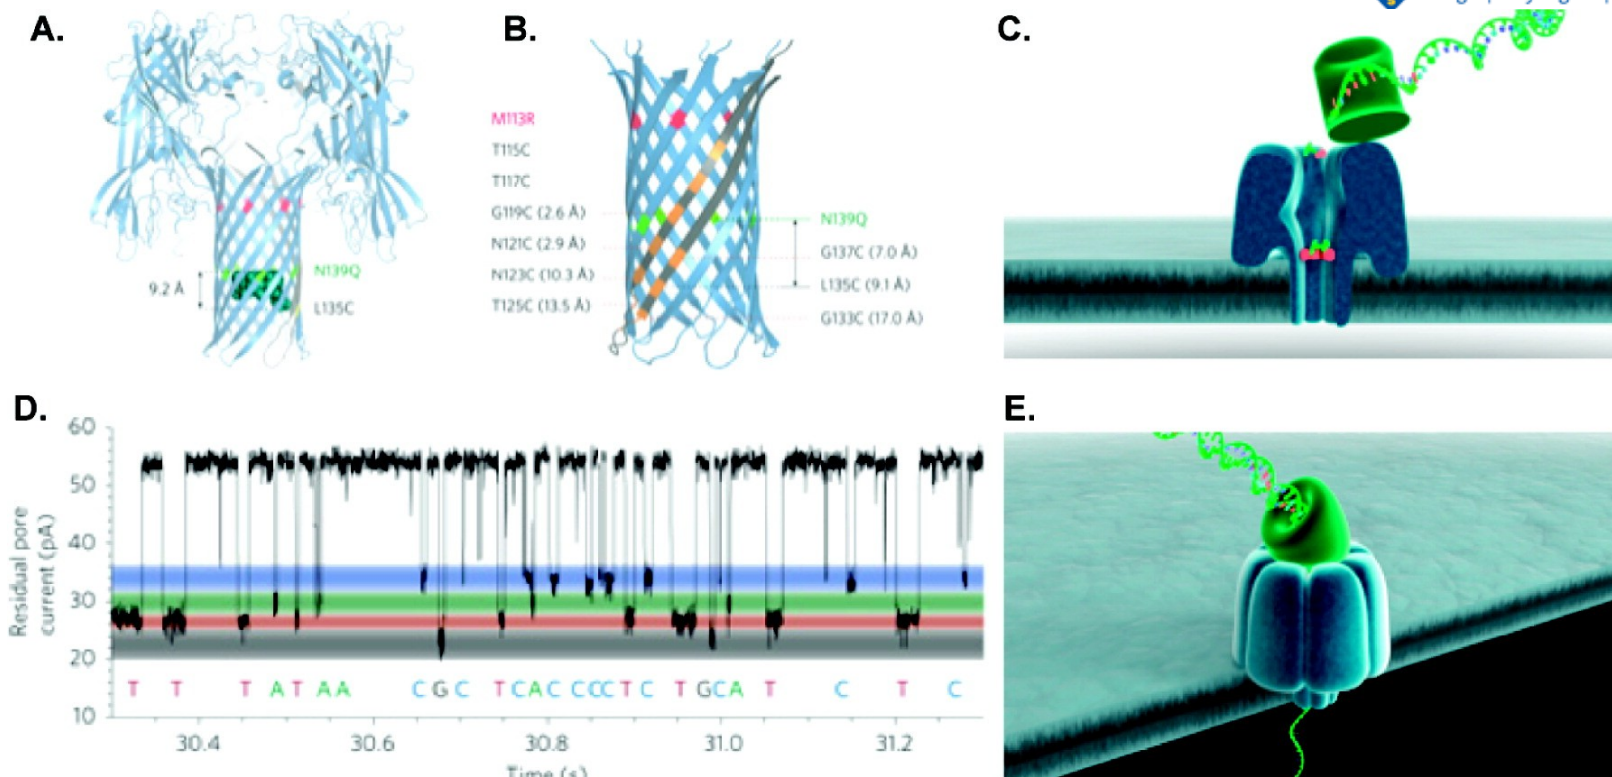 A.
N139Q
9.2 Å
L135C
B.
M113R
T115C
T117C
G119C (2.6 Å)
N121C (2.9 Å)
N123C (10.3 Å)
T125C (13.5 Å)
N139Q
G137C (7.0 Å)
L135C (9.1 Å)
G133C (17.0 Å)
C.
D.
Residual pore
current (pA)
60
50
40
30
20
10
T T T A T A A C G C T C A C C C C C T C T G C A T C T C
30.4 30.6 30.8 31.0 31.2
Time (s)
E.